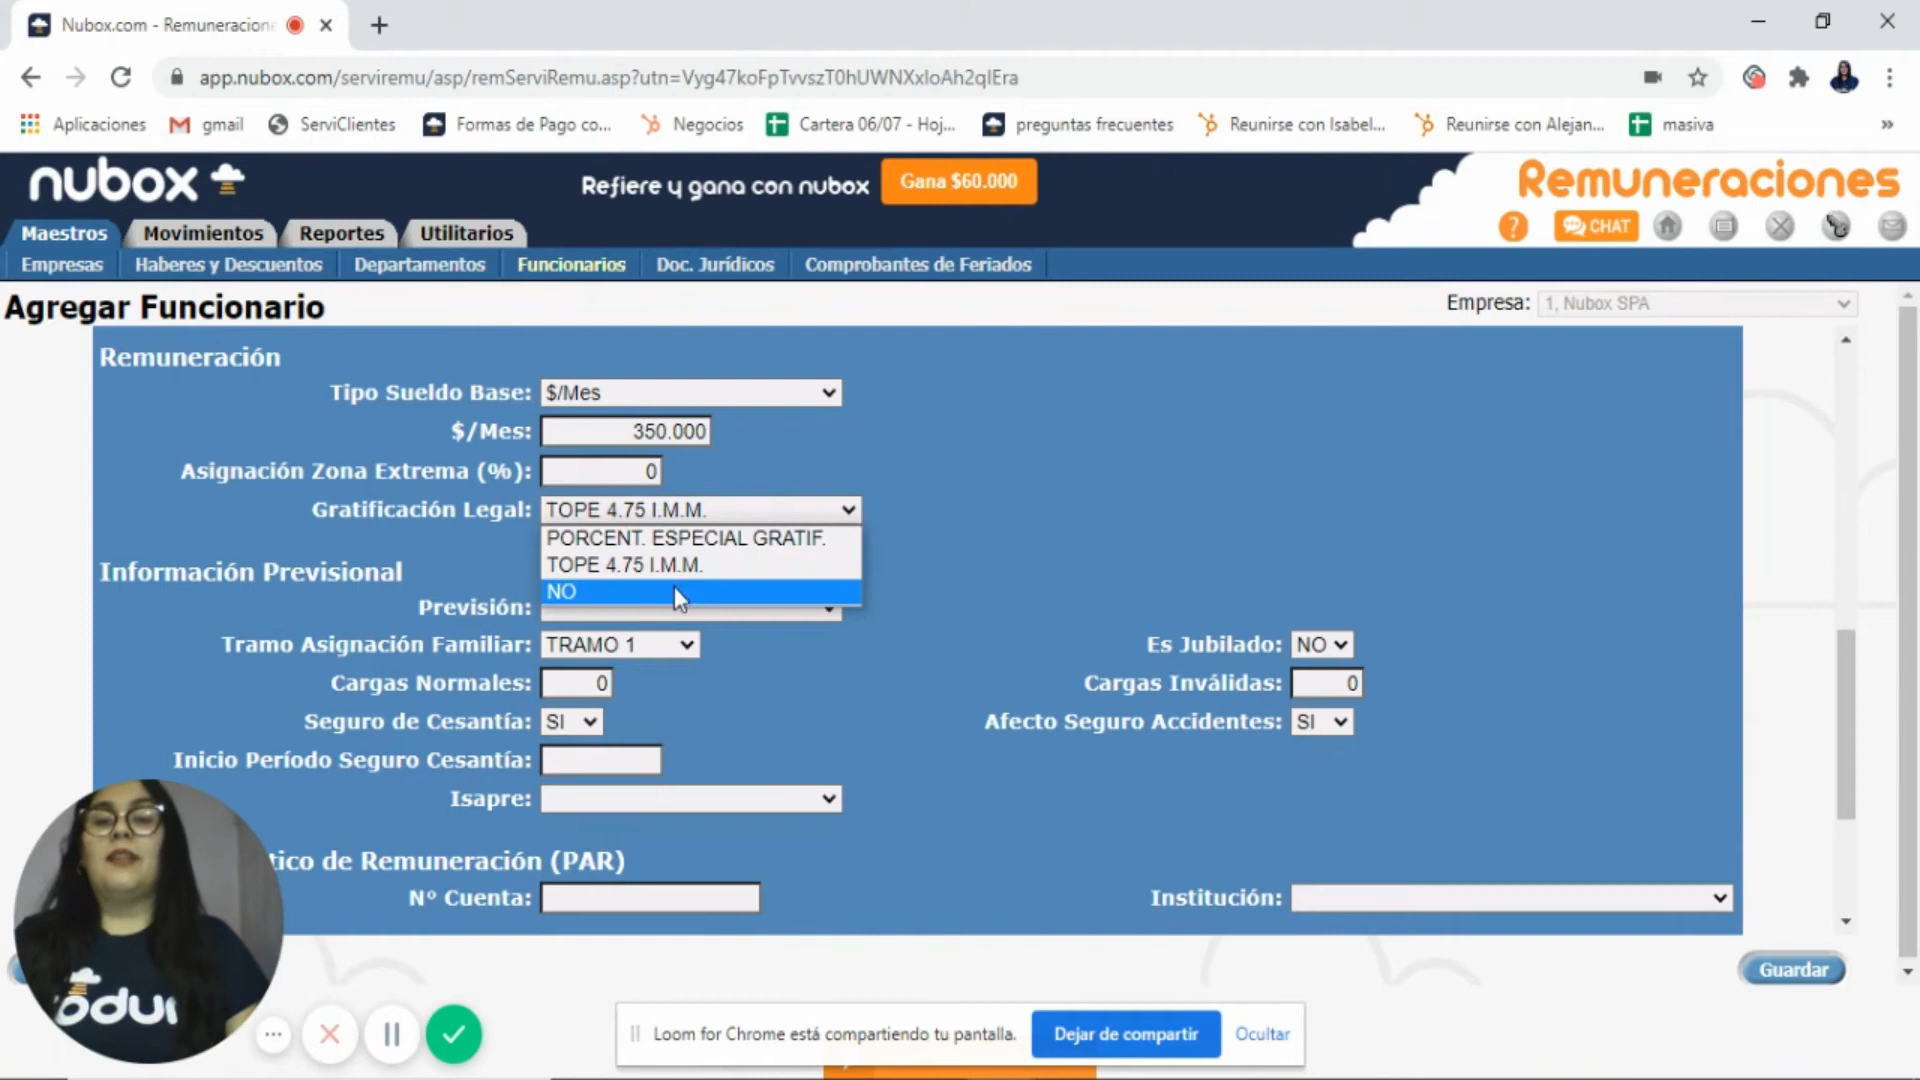 Nubox.com - Remuneracione
app.nubox.com/serviremu/asp/remServiRemu.asp?utn=Vyg47koFpTvvszT0hUWNXxIoAh2qIEra
Aplicaciones gmail ServiClientes Formas de Pago co... Negocios Cartera 06/07 - Hoj... preguntas frecuentes Reunirse con Isabel... Reunirse con Alejan... masiva »
nubox Refiere y gana con nubox Gana $60.000 Remuneraciones
? CHAT
Maestros Movimientos Reportes Utilitarios
Empresas Haberes y Descuentos Departamentos Funcionarios Doc. Jurídicos Comprobantes de Feriados
Agregar Funcionario Empresa: 1, Nubox SPA
Remuneración
Tipo Sueldo Base: $/Mes
$/Mes: 350.000
Asignación Zona Extrema (%): 0
Gratificación Legal: TOPE 4.75 I.M.M.
PORCENT. ESPECIAL GRATIF.
TOPE 4.75 I.M.M.
NO
Información Previsional
Previsión:
Tramo Asignación Familiar: TRAMO 1 Es Jubilado: NO
Cargas Normales: 0 Cargas Inválidas: 0
Seguro de Cesantía: SI Afecto Seguro Accidentes: SI
Inicio Período Seguro Cesantía:
Isapre:
tico de Remuneración (PAR)
Nº Cuenta: Institución:
Guardar
Loom for Chrome está compartiendo tu pantalla. Dejar de compartir Ocultar